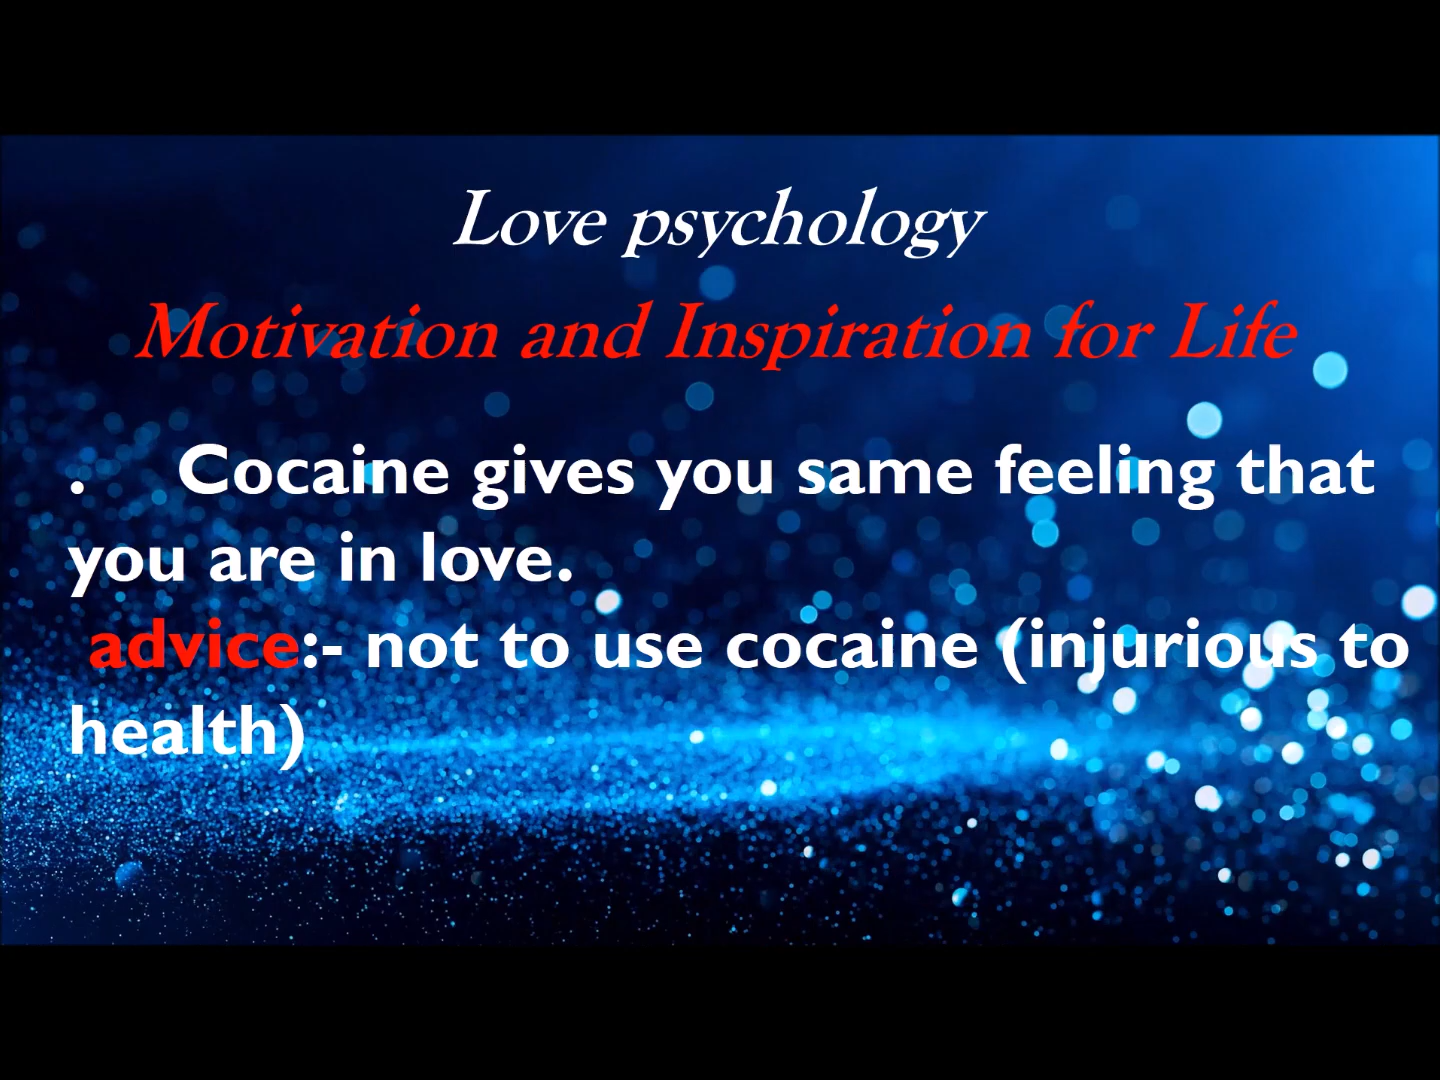 Love psychology
Motivation and Inspiration for Life
. Cocaine gives you same feeling that
you are in love.
advice:- not to use cocaine (injurious to
health)